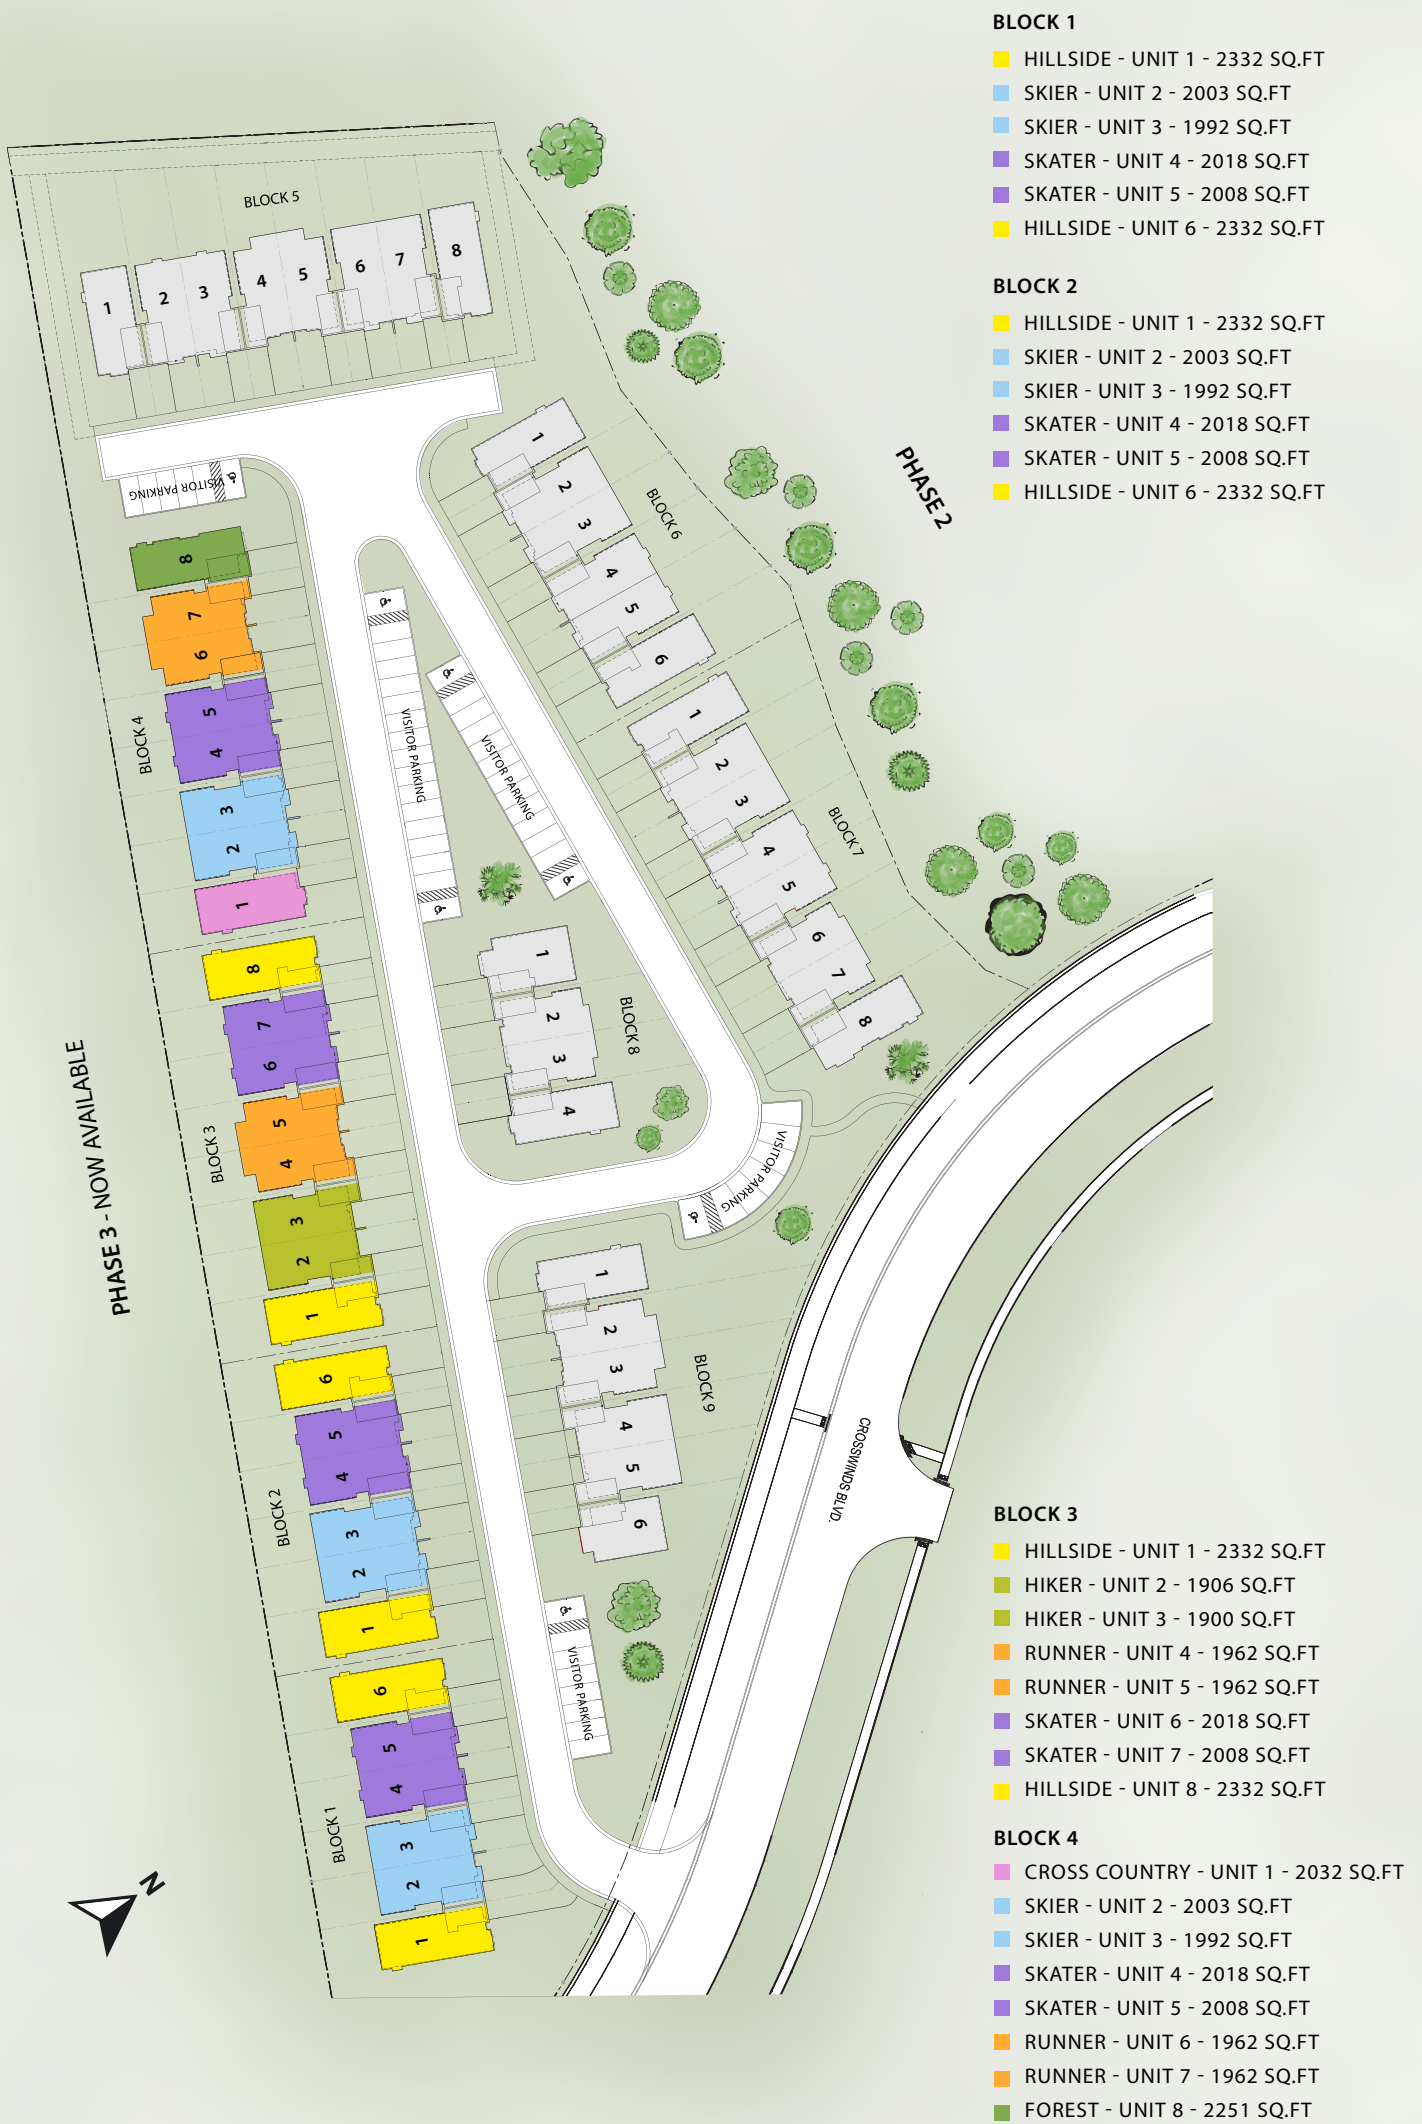 BLOCK 1
HILLSIDE - UNIT 1 - 2332 SQ.FT
SKIER - UNIT 2 - 2003 SQ.FT
SKIER - UNIT 3 - 1992 SQ.FT
SKATER - UNIT 4 - 2018 SQ.FT
SKATER - UNIT 5 - 2008 SQ.FT
HILLSIDE - UNIT 6 - 2332 SQ.FT
BLOCK 2
HILLSIDE - UNIT 1 - 2332 SQ.FT
SKIER - UNIT 2 - 2003 SQ.FT
SKIER - UNIT 3 - 1992 SQ.FT
SKATER - UNIT 4 - 2018 SQ.FT
SKATER - UNIT 5 - 2008 SQ.FT
HILLSIDE - UNIT 6 - 2332 SQ.FT
BLOCK 5
1
2
3
4
5
6
7
8
VISITOR PARKING
PHASE 2
BLOCK 6
1
2
3
4
5
6
BLOCK 4
8
7
6
5
4
3
2
1
VISITOR PARKING
VISITOR PARKING
BLOCK 7
1
2
3
4
5
6
7
8
BLOCK 8
1
2
3
4
PHASE 3 - NOW AVAILABLE
BLOCK 3
8
7
6
5
4
3
2
1
VISITOR PARKING
BLOCK 9
1
2
3
4
5
6
BLOCK 2
6
5
4
3
2
1
CROSSWINDS BLVD.
VISITOR PARKING
BLOCK 1
6
5
4
3
2
1
N
BLOCK 3
HILLSIDE - UNIT 1 - 2332 SQ.FT
HIKER - UNIT 2 - 1906 SQ.FT
HIKER - UNIT 3 - 1900 SQ.FT
RUNNER - UNIT 4 - 1962 SQ.FT
RUNNER - UNIT 5 - 1962 SQ.FT
SKATER - UNIT 6 - 2018 SQ.FT
SKATER - UNIT 7 - 2008 SQ.FT
HILLSIDE - UNIT 8 - 2332 SQ.FT
BLOCK 4
CROSS COUNTRY - UNIT 1 - 2032 SQ.FT
SKIER - UNIT 2 - 2003 SQ.FT
SKIER - UNIT 3 - 1992 SQ.FT
SKATER - UNIT 4 - 2018 SQ.FT
SKATER - UNIT 5 - 2008 SQ.FT
RUNNER - UNIT 6 - 1962 SQ.FT
RUNNER - UNIT 7 - 1962 SQ.FT
FOREST - UNIT 8 - 2251 SQ.FT